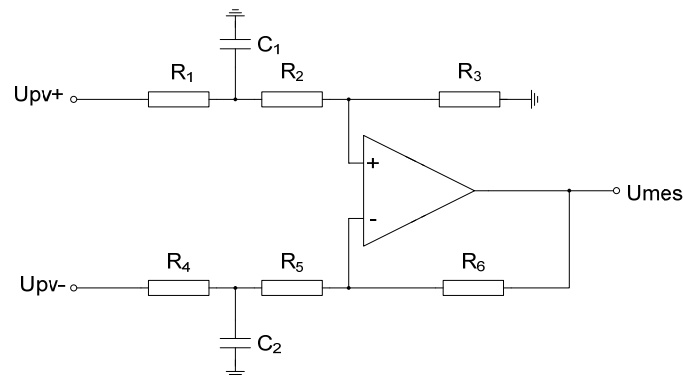 C₁
R₁ R₂ R₃
Upv+
+
-
Umes
R₄ R₅ R₆
Upv-
C₂